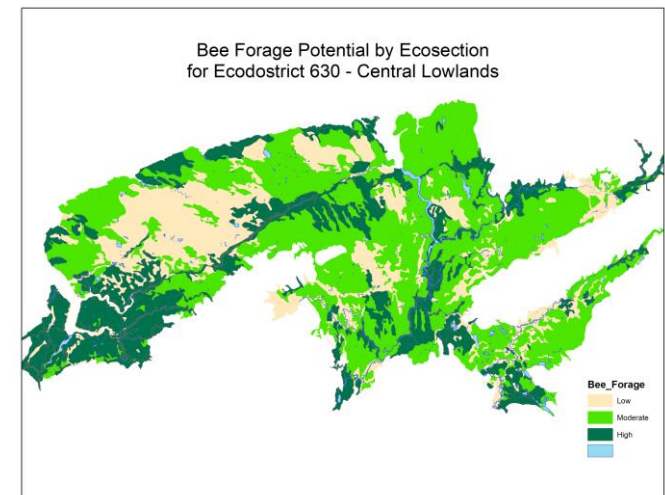 Bee Forage Potential by Ecosection
for Ecodostrict 630 - Central Lowlands
Bee_Forage
Low
Moderate
High